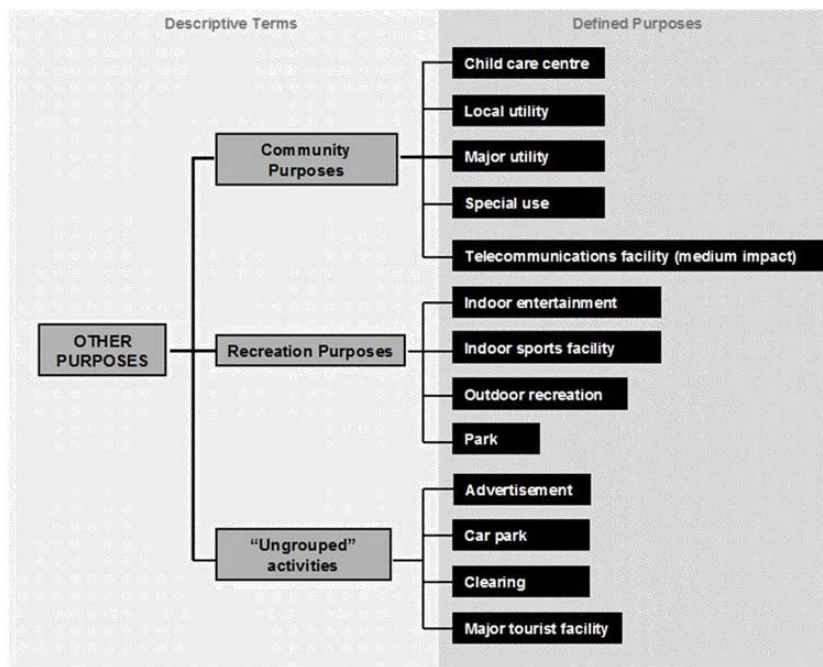 Descriptive Terms
Defined Purposes
Child care centre
Local utility
Community
Purposes
Major utility
Special use
Telecommunications facility (medium impact)
Indoor entertainment
OTHER
PURPOSES
Recreation Purposes
Indoor sports facility
Outdoor recreation
Park
Advertisement
Car park
“Ungrouped”
activities
Clearing
Major tourist facility